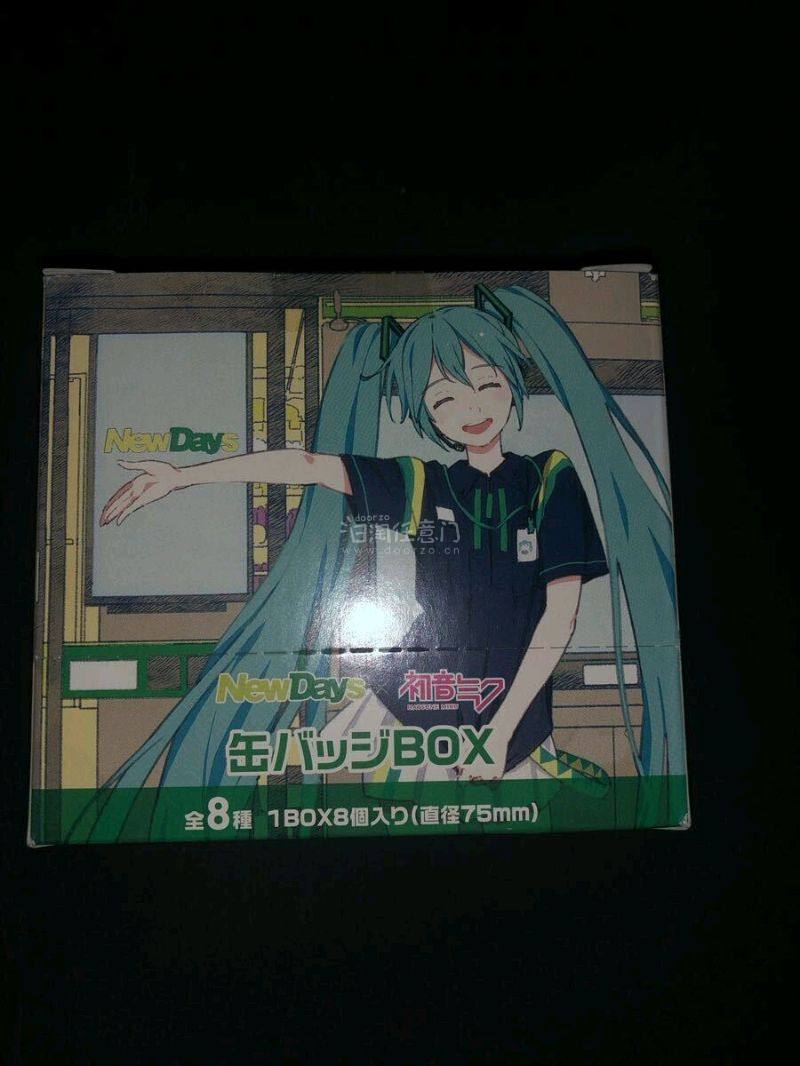 NewDays
doorzo
泊淘任意门
www.doorzo.cn
NewDays × 初音ミク
HATSUNE MIKU
缶バッジBOX
全8種 1BOX8個入り(直径75mm)